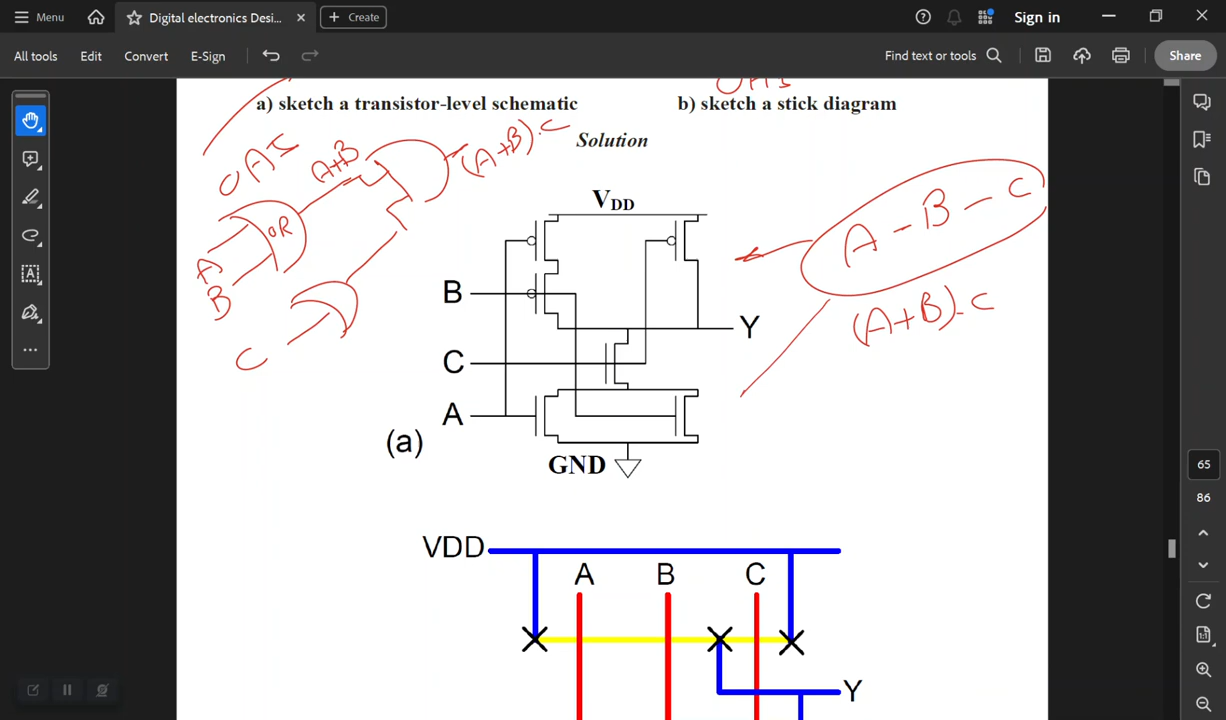 Menu
Digital electronics Desi...
Create
Sign in
All tools
Edit
Convert
E-Sign
Find text or tools
Share
a) sketch a transistor-level schematic
b) sketch a stick diagram
Solution
A+B
(A+B).C
OR
A
B
C
A-B-C
(A+B).C
VDD
B
Y
C
A
(a)
GND
65
86
VDD
A
B
C
Y